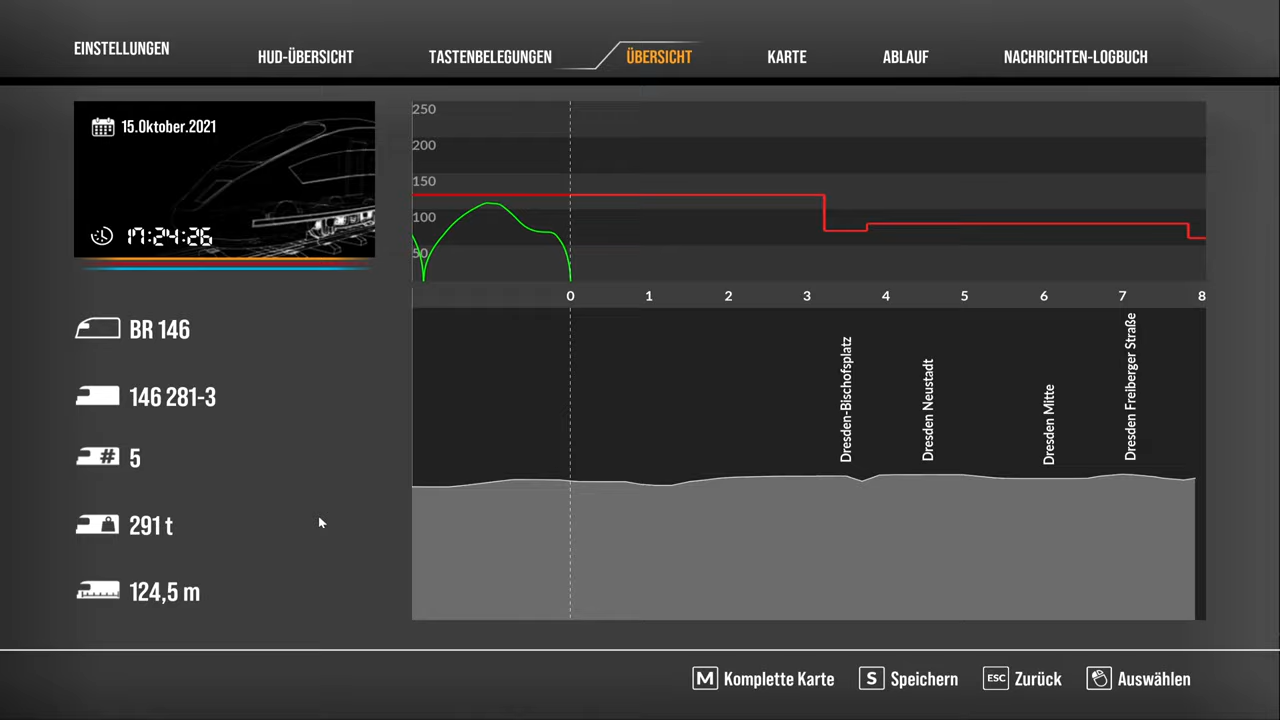 EINSTELLUNGEN
HUD-ÜBERSICHT
TASTENBELEGUNGEN
ÜBERSICHT
KARTE
ABLAUF
NACHRICHTEN-LOGBUCH
15.Oktober.2021
17:24:26
BR 146
146 281-3
# 5
291 t
124,5 m
250
200
150
100
50
0 1 2 3 4 5 6 7 8
Dresden-Bischofsplatz
Dresden Neustadt
Dresden Mitte
Dresden Freiberger Straße
M Komplette Karte
S Speichern
ESC Zurück
Auswählen